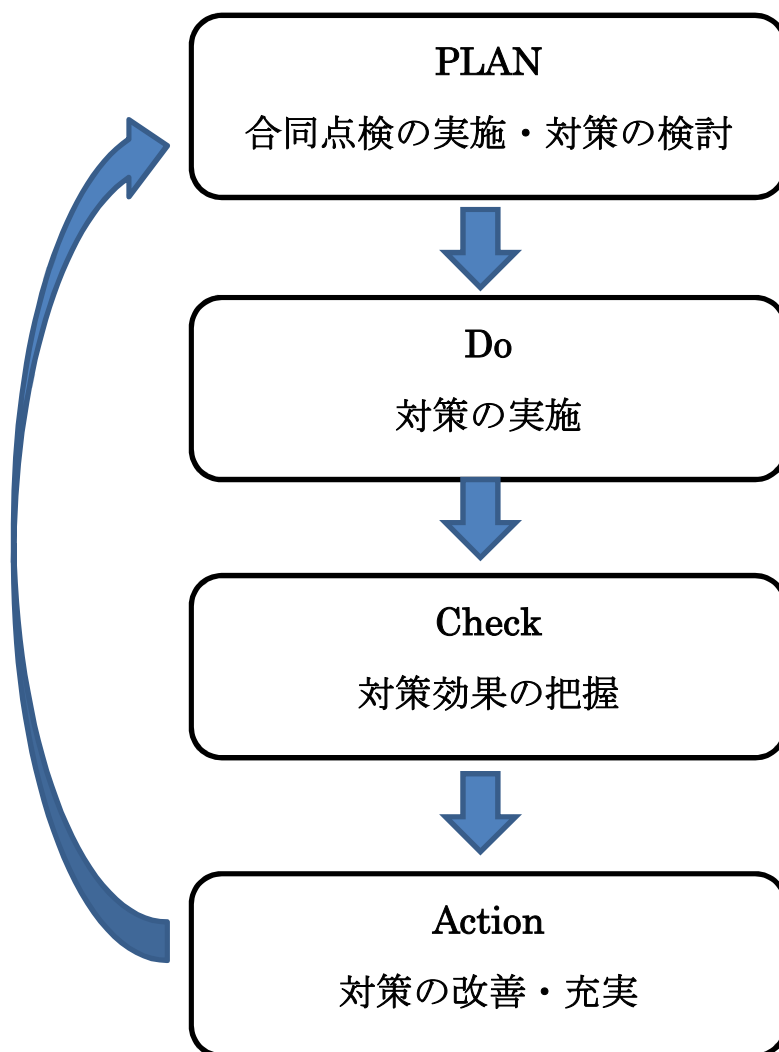 PLAN
合同点検の実施・対策の検討
Do
対策の実施
Check
対策効果の把握
Action
対策の改善・充実